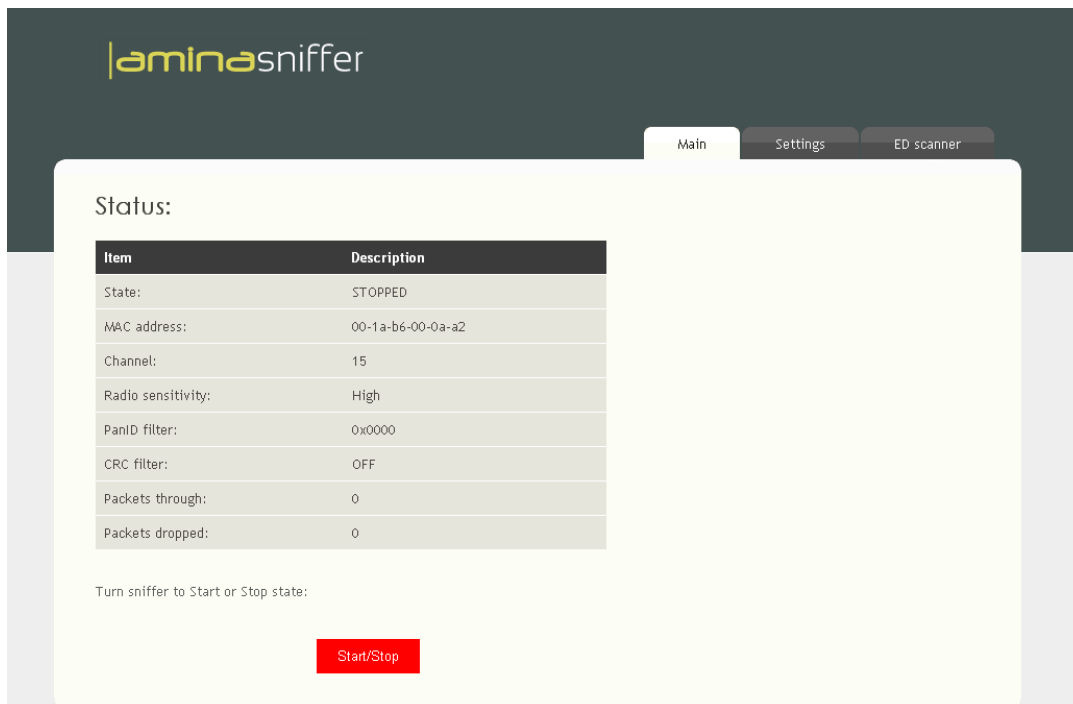 aminasniffer
Main Settings ED scanner
Status:
Item Description
State: STOPPED
MAC address: 00-1a-b6-00-0a-a2
Channel: 15
Radio sensitivity: High
PanID filter: 0x0000
CRC filter: OFF
Packets through: 0
Packets dropped: 0
Turn sniffer to Start or Stop state:
Start/Stop